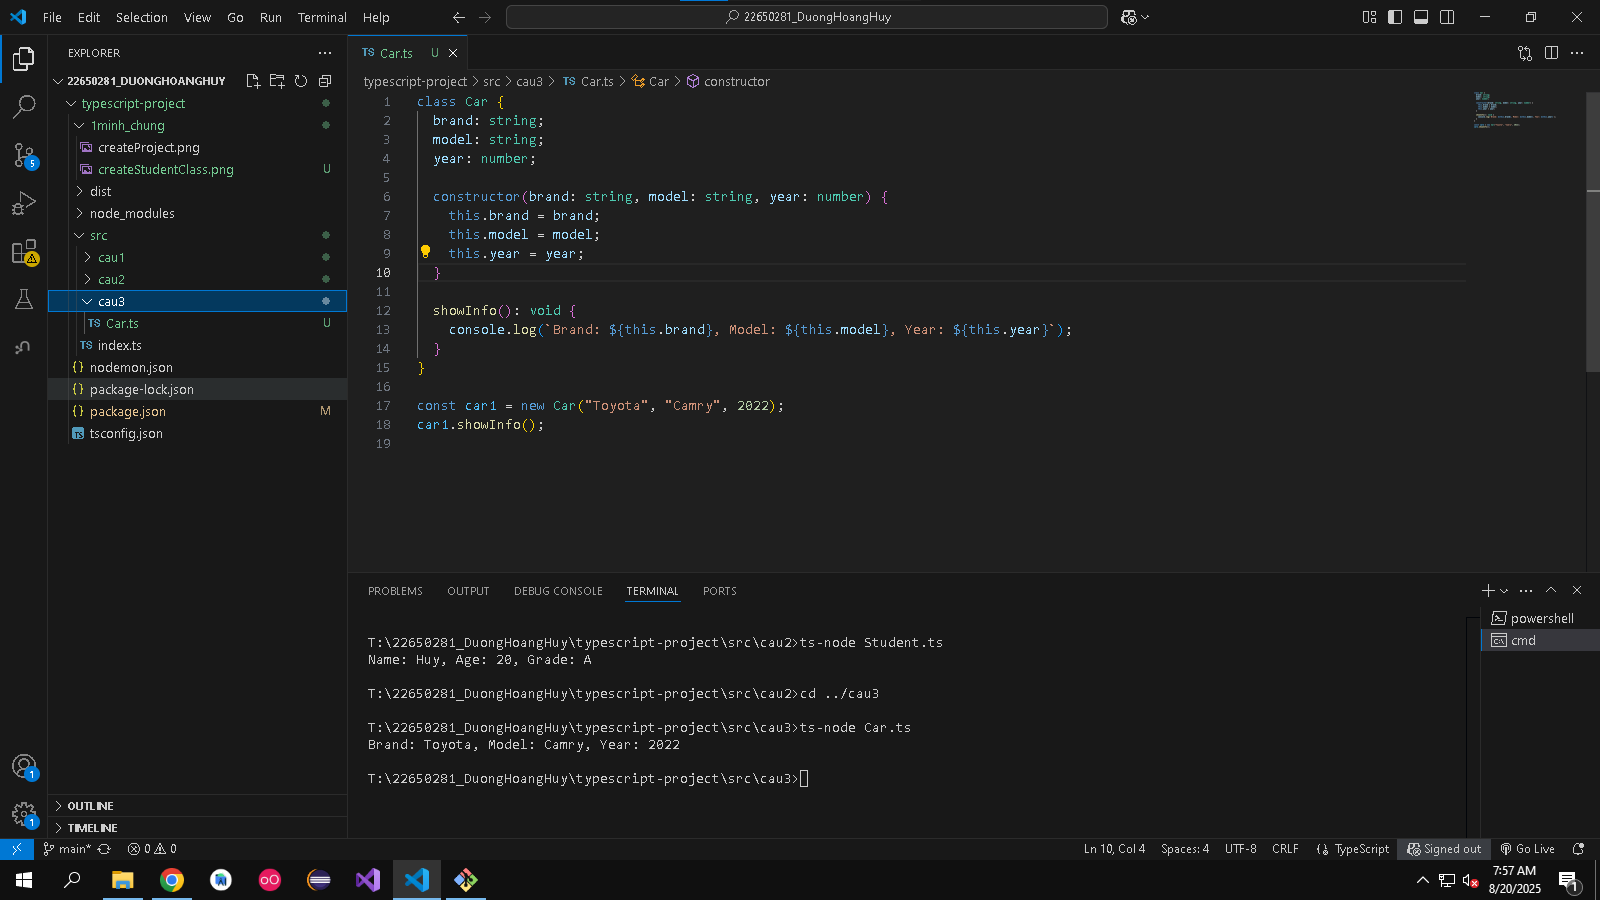 File Edit Selection View Go Run Terminal Help
22650281_DuongHoangHuy
EXPLORER
22650281_DUONGHOANGHUY
typescript-project
1minh_chung
createProject.png
createStudentClass.png U
dist
node_modules
src
cau1
cau2
cau3
TS Car.ts U
TS index.ts
{} nodemon.json
{} package-lock.json
{} package.json M
TS tsconfig.json
OUTLINE
TIMELINE
5
1
1
TS Car.ts U
typescript-project > src > cau3 > TS Car.ts > Car > constructor
1 class Car {
2 brand: string;
3 model: string;
4 year: number;
5
6 constructor(brand: string, model: string, year: number) {
7 this.brand = brand;
8 this.model = model;
9 this.year = year;
10 }
11
12 showInfo(): void {
13 console.log(`Brand: ${this.brand}, Model: ${this.model}, Year: ${this.year}`);
14 }
15 }
16
17 const car1 = new Car("Toyota", "Camry", 2022);
18 car1.showInfo();
19
PROBLEMS OUTPUT DEBUG CONSOLE TERMINAL PORTS
T:\22650281_DuongHoangHuy\typescript-project\src\cau2>ts-node Student.ts
Name: Huy, Age: 20, Grade: A
T:\22650281_DuongHoangHuy\typescript-project\src\cau2>cd ../cau3
T:\22650281_DuongHoangHuy\typescript-project\src\cau3>ts-node Car.ts
Brand: Toyota, Model: Camry, Year: 2022
T:\22650281_DuongHoangHuy\typescript-project\src\cau3>
powershell
cmd
main* 0 0 Ln 10, Col 4 Spaces: 4 UTF-8 CRLF {} TypeScript Signed out Go Live
7:57 AM
8/20/2025
1